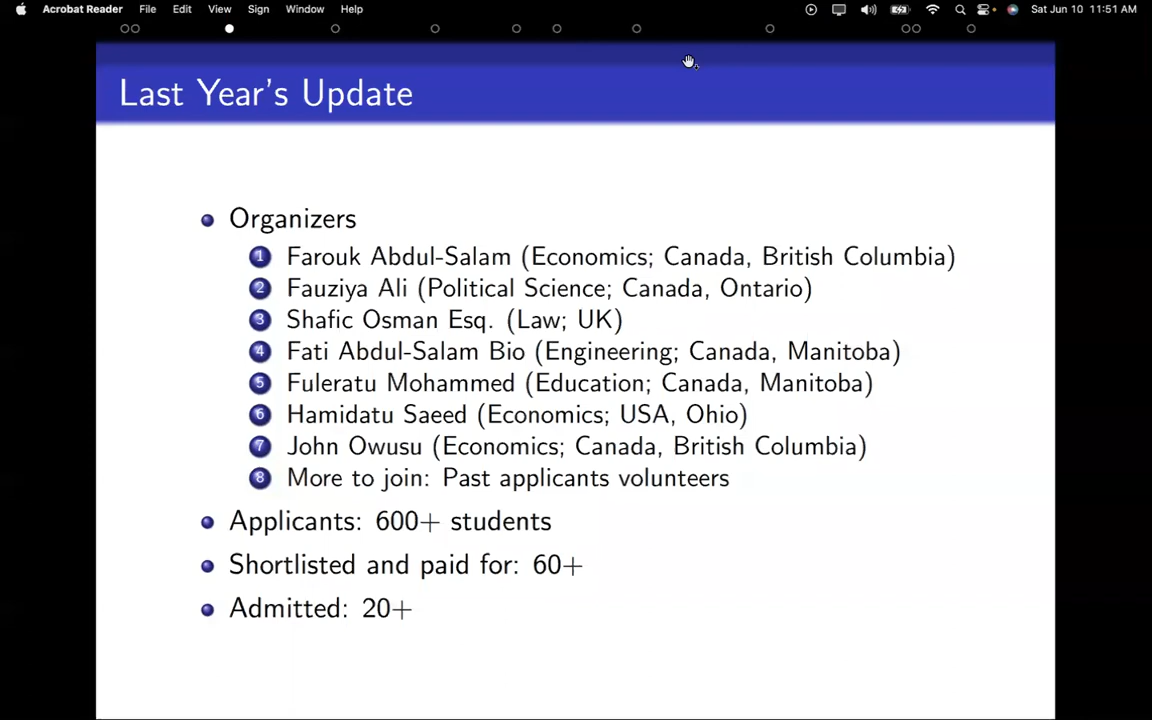 Acrobat Reader File Edit View Sign Window Help Sat Jun 10 11:51 AM
Last Year's Update
Organizers
1 Farouk Abdul-Salam (Economics; Canada, British Columbia)
2 Fauziya Ali (Political Science; Canada, Ontario)
3 Shafic Osman Esq. (Law; UK)
4 Fati Abdul-Salam Bio (Engineering; Canada, Manitoba)
5 Fuleratu Mohammed (Education; Canada, Manitoba)
6 Hamidatu Saeed (Economics; USA, Ohio)
7 John Owusu (Economics; Canada, British Columbia)
8 More to join: Past applicants volunteers
Applicants: 600+ students
Shortlisted and paid for: 60+
Admitted: 20+